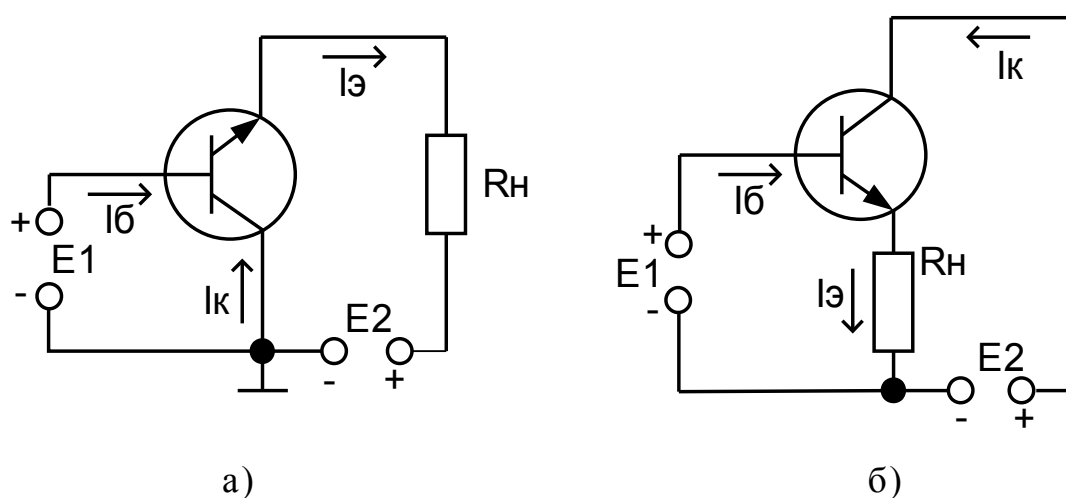 Iэ
Iк
Iб
Rн
Iб
+
E1
-
Rн
+
E1
-
Iэ
Iк
E2
E2
-
+
-
+
а)
б)